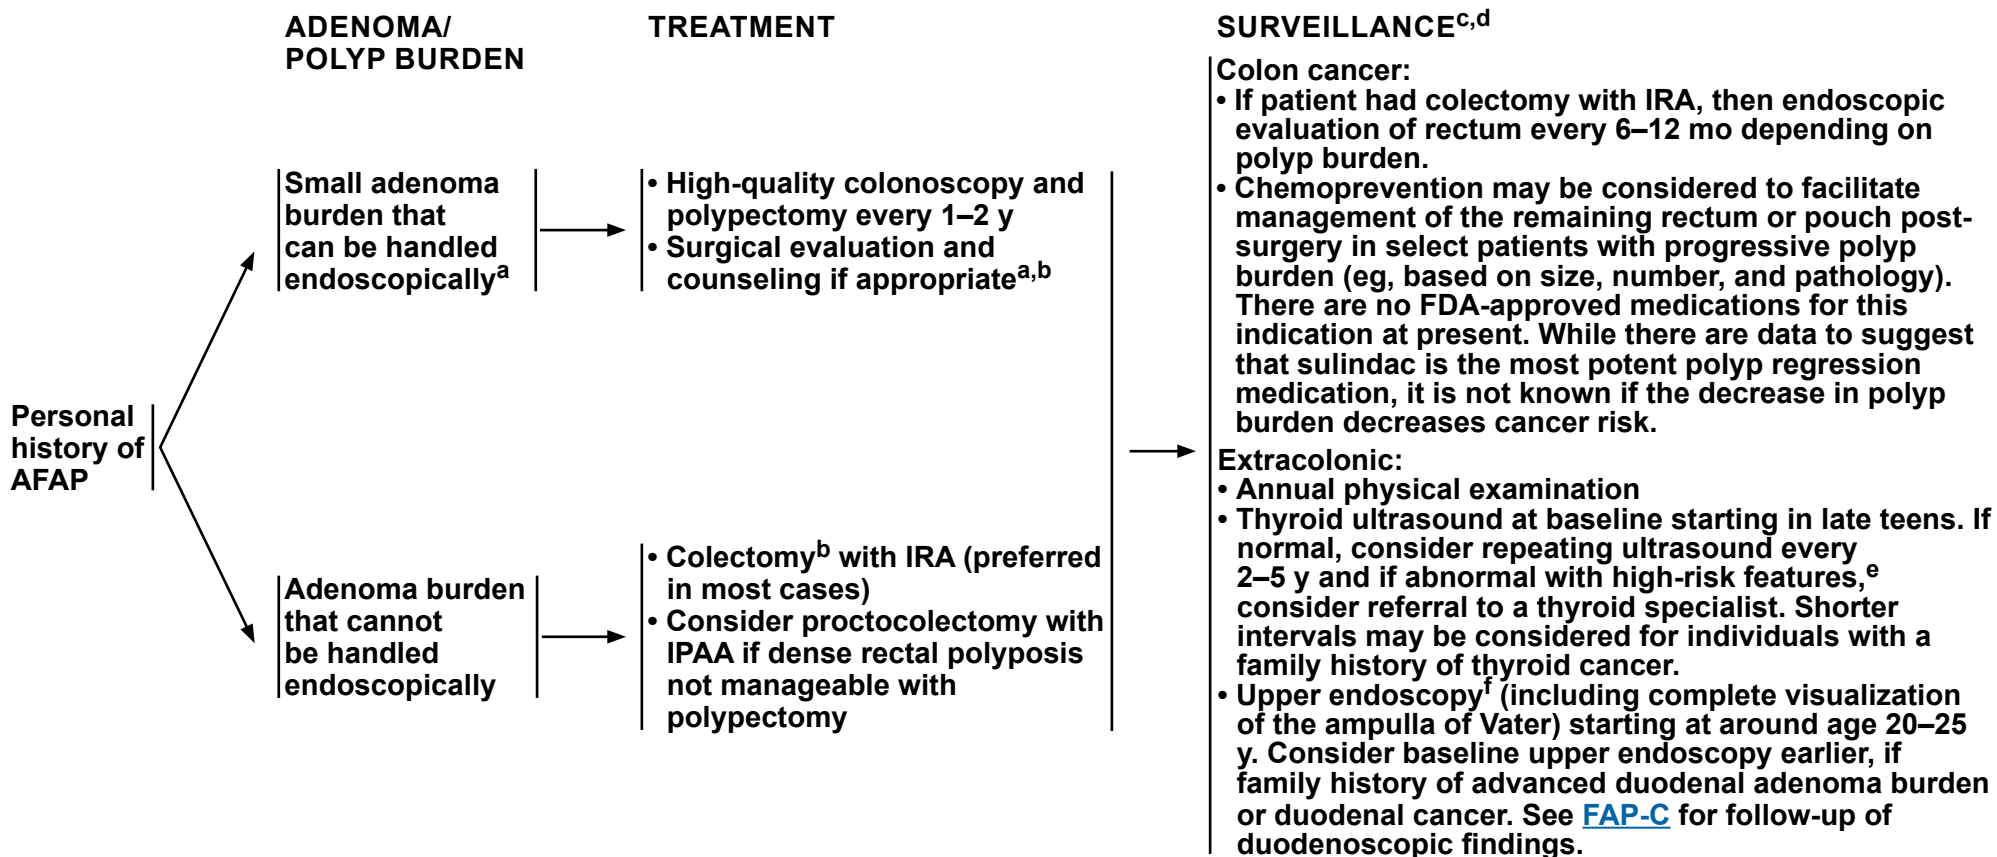 ADENOMA/
POLYP BURDEN
TREATMENT
SURVEILLANCEc,d
Personal
history of
AFAP
Small adenoma
burden that
can be handled
endoscopicallya
• High-quality colonoscopy and
polypectomy every 1–2 y
• Surgical evaluation and
counseling if appropriatea,b
Adenoma burden
that cannot
be handled
endoscopically
• Colectomyb with IRA (preferred
in most cases)
• Consider proctocolectomy with
IPAA if dense rectal polyposis
not manageable with
polypectomy
Colon cancer:
• If patient had colectomy with IRA, then endoscopic
evaluation of rectum every 6–12 mo depending on
polyp burden.
• Chemoprevention may be considered to facilitate
management of the remaining rectum or pouch post-
surgery in select patients with progressive polyp
burden (eg, based on size, number, and pathology).
There are no FDA-approved medications for this
indication at present. While there are data to suggest
that sulindac is the most potent polyp regression
medication, it is not known if the decrease in polyp
burden decreases cancer risk.
Extracolonic:
• Annual physical examination
• Thyroid ultrasound at baseline starting in late teens. If
normal, consider repeating ultrasound every
2–5 y and if abnormal with high-risk features,e
consider referral to a thyroid specialist. Shorter
intervals may be considered for individuals with a
family history of thyroid cancer.
• Upper endoscopyf (including complete visualization
of the ampulla of Vater) starting at around age 20–25
y. Consider baseline upper endoscopy earlier, if
family history of advanced duodenal adenoma burden
or duodenal cancer. See FAP-C for follow-up of
duodenoscopic findings.